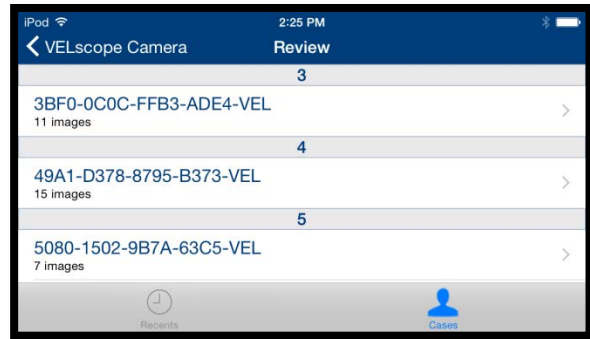 iPod 2:25 PM
VELscope Camera Review
3
3BF0-0C0C-FFB3-ADE4-VEL
11 images
4
49A1-D378-8795-B373-VEL
15 images
5
5080-1502-9B7A-63C5-VEL
7 images
Recents Cases